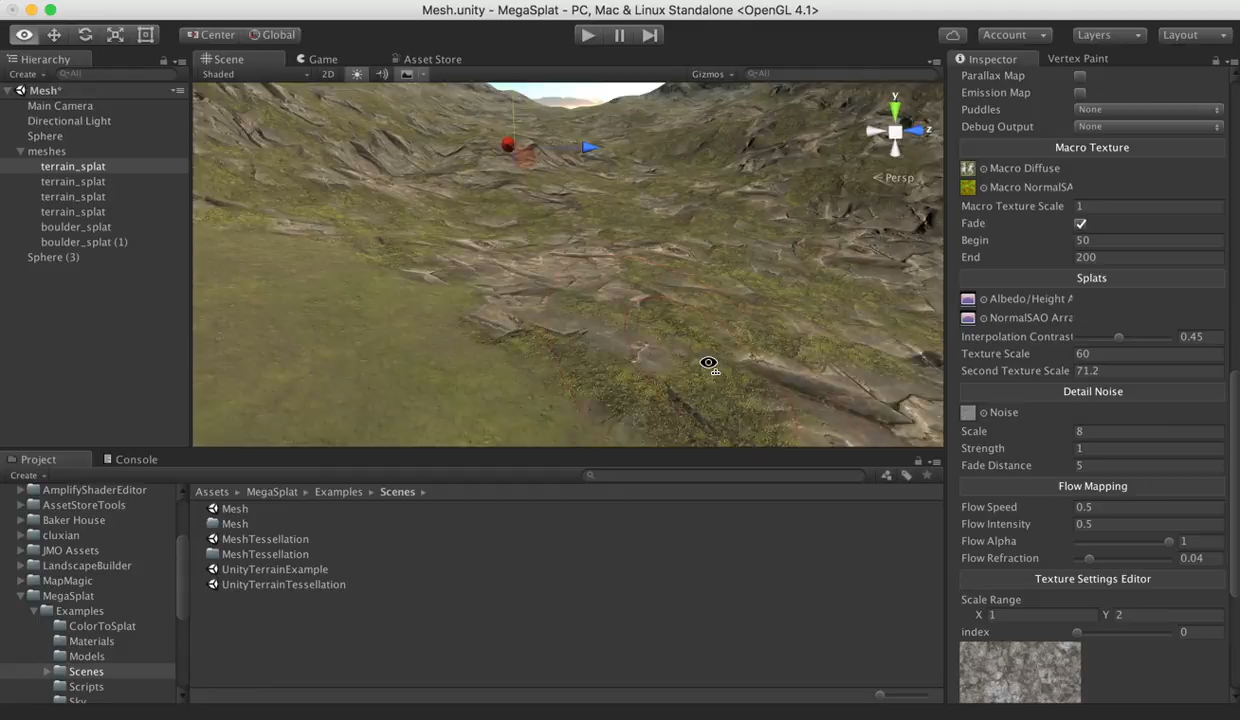 Mesh.unity - MegaSplat - PC, Mac & Linux Standalone <OpenGL 4.1>
Center Global Account Layers Layout
Hierarchy Scene Game Asset Store Inspector Vertex Paint
Create All
Shaded 2D Gizmos All
Mesh*
Main Camera
Directional Light
Sphere
meshes
terrain_splat
terrain_splat
terrain_splat
terrain_splat
boulder_splat
boulder_splat (1)
Sphere (3)
y
z
Persp
Parallax Map
Emission Map
Puddles None
Debug Output None
Macro Texture
Macro Diffuse
Macro NormalSA
Macro Texture Scale 1
Fade
Begin 50
End 200
Splats
Albedo/Height A
NormalSAO Arra
Interpolation Contrast 0.45
Texture Scale 60
Second Texture Scale 71.2
Detail Noise
Noise
Scale 8
Strength 1
Fade Distance 5
Flow Mapping
Flow Speed 0.5
Flow Intensity 0.5
Flow Alpha 1
Flow Refraction 0.04
Texture Settings Editor
Scale Range
X 1 Y 2
index 0
Project Console
Create
AmplifyShaderEditor
AssetStoreTools
Baker House
cluxian
JMO Assets
LandscapeBuilder
MapMagic
MegaSplat
Examples
ColorToSplat
Materials
Models
Scenes
Scripts
Sky
Assets MegaSplat Examples Scenes
Mesh
Mesh
MeshTessellation
MeshTessellation
UnityTerrainExample
UnityTerrainTessellation